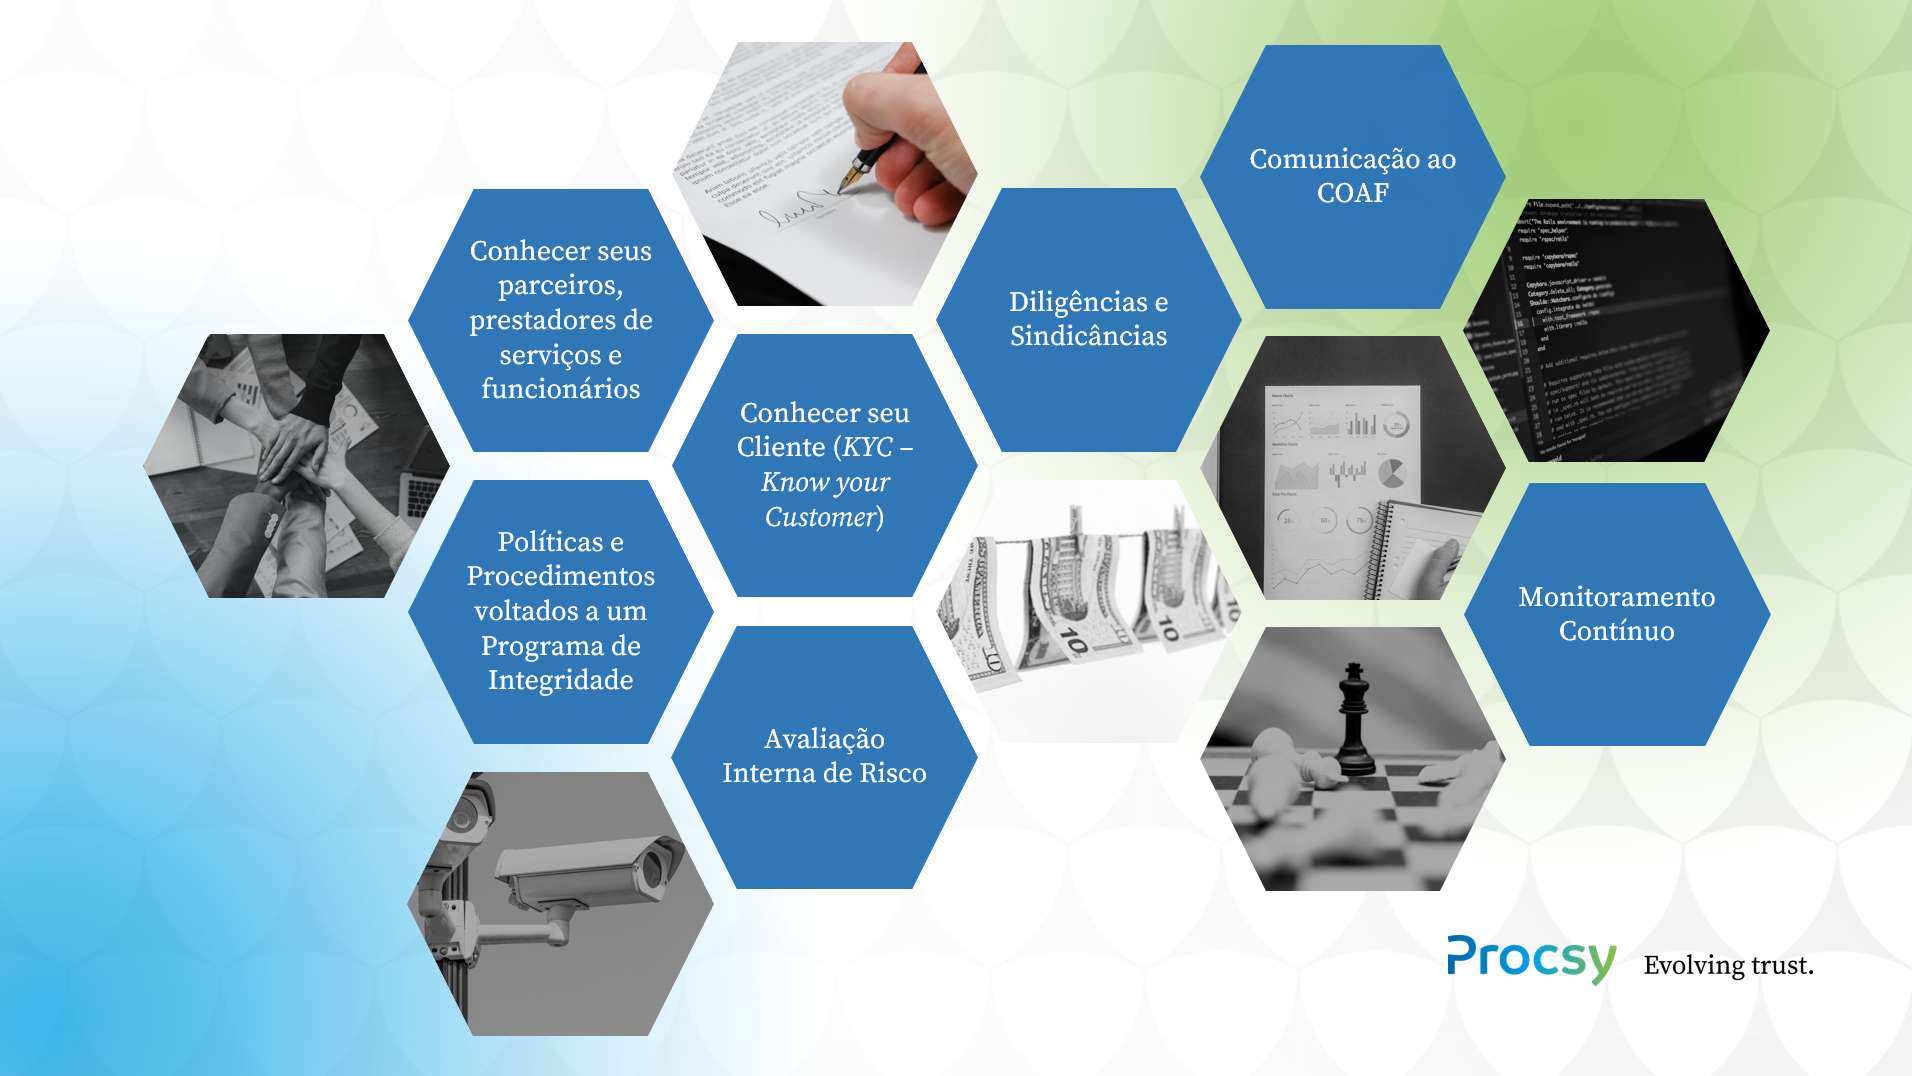 Comunicação ao
COAF
Conhecer seus
parceiros,
prestadores de
serviços e
funcionários
Diligências e
Sindicâncias
Conhecer seu
Cliente (KYC –
Know your
Customer)
Políticas e
Procedimentos
voltados a um
Programa de
Integridade
Monitoramento
Contínuo
Avaliação
Interna de Risco
Procsy Evolving trust.